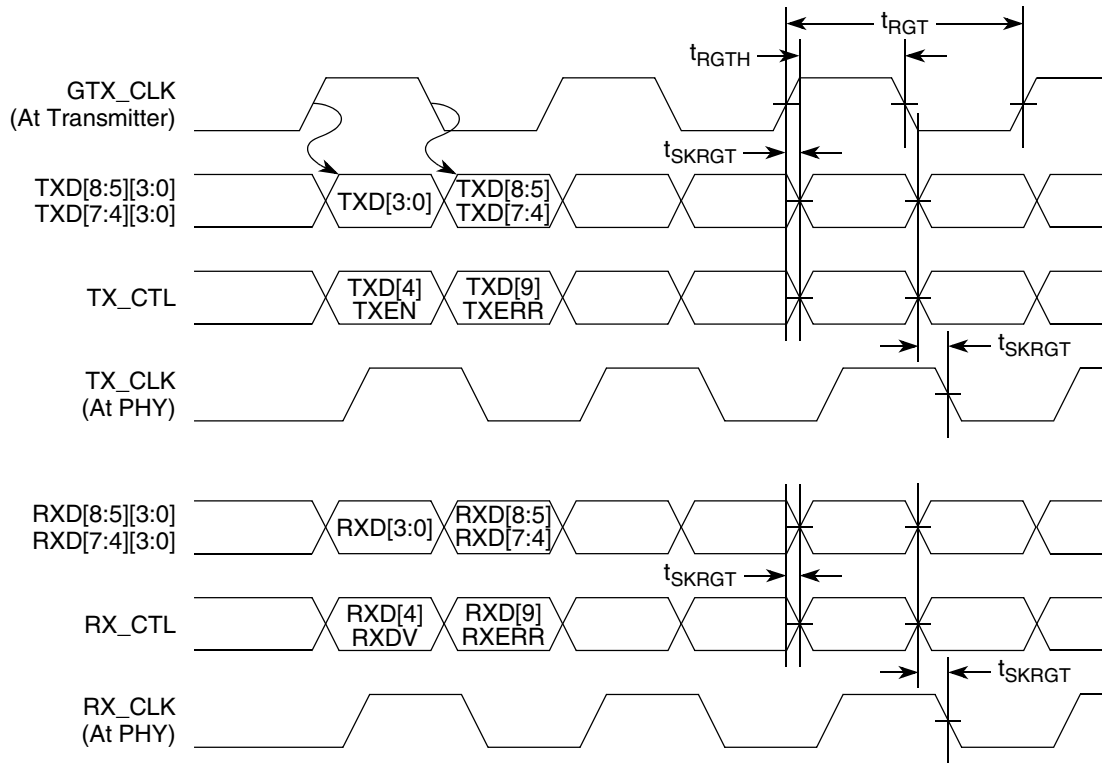 tRGT
tRGTH
GTX_CLK
(At Transmitter)
tSKRGT
TXD[8:5][3:0]
TXD[7:4][3:0]
TXD[3:0]
TXD[8:5]
TXD[7:4]
TX_CTL
TXD[4]
TXEN
TXD[9]
TXERR
tSKRGT
TX_CLK
(At PHY)
RXD[8:5][3:0]
RXD[7:4][3:0]
RXD[3:0]
RXD[8:5]
RXD[7:4]
tSKRGT
RX_CTL
RXD[4]
RXDV
RXD[9]
RXERR
tSKRGT
RX_CLK
(At PHY)